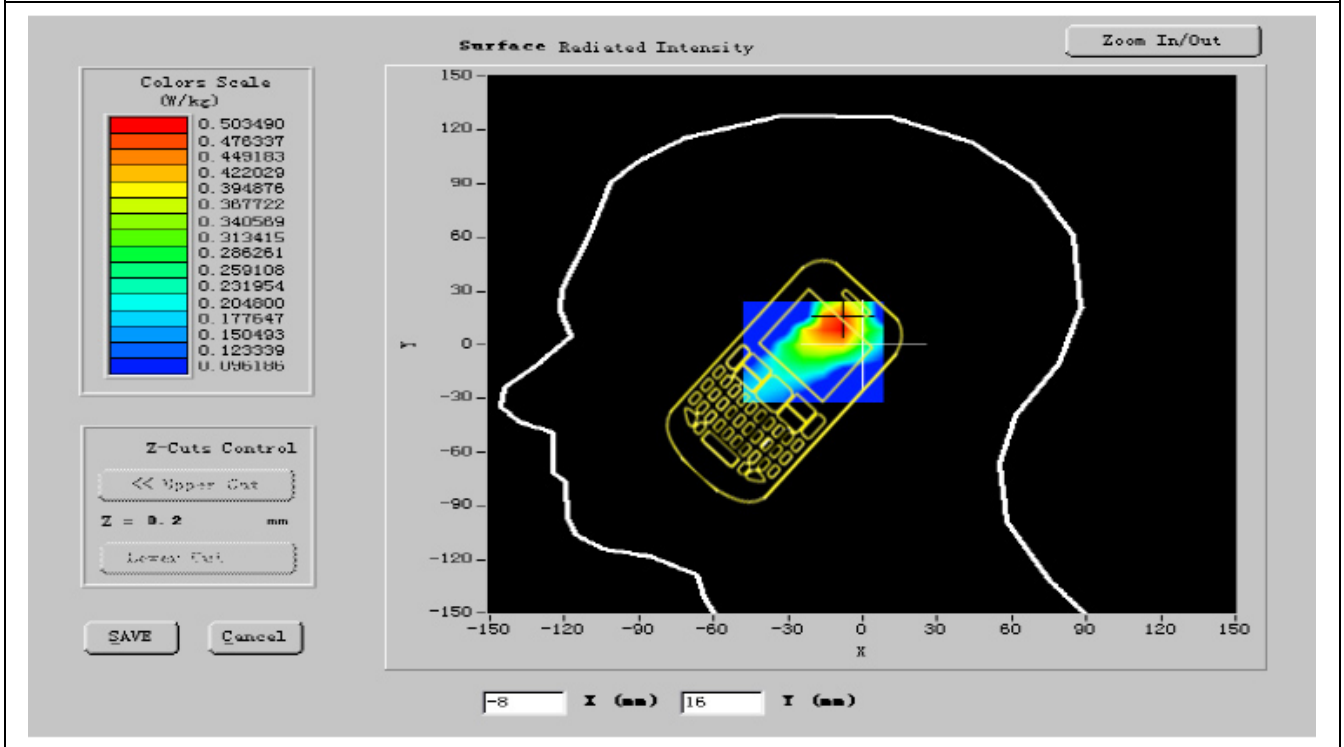 Surface Radiated Intensity
Zoom In/Out
Colors Scale
(W/kg)
0.503490
0.476337
0.449183
0.422029
0.394876
0.367722
0.340569
0.313415
0.286261
0.259108
0.231954
0.204800
0.177647
0.150493
0.123339
0.096186
Z-Cuts Control
<< Upper Cut
Z = 0.2 mm
Lower Cut
SAVE
Cancel
150
120
90
60
30
0
-30
-60
-90
-120
-150
Y
-150 -120 -90 -60 -30 0 30 60 90 120 150
X
-8 X (mm) 16 Y (mm)